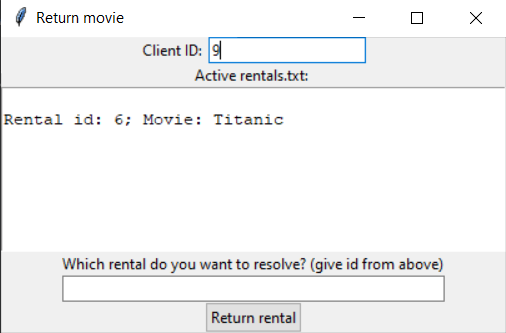 Return movie
Client ID: 9
Active rentals.txt:
Rental id: 6; Movie: Titanic
Which rental do you want to resolve? (give id from above)
Return rental